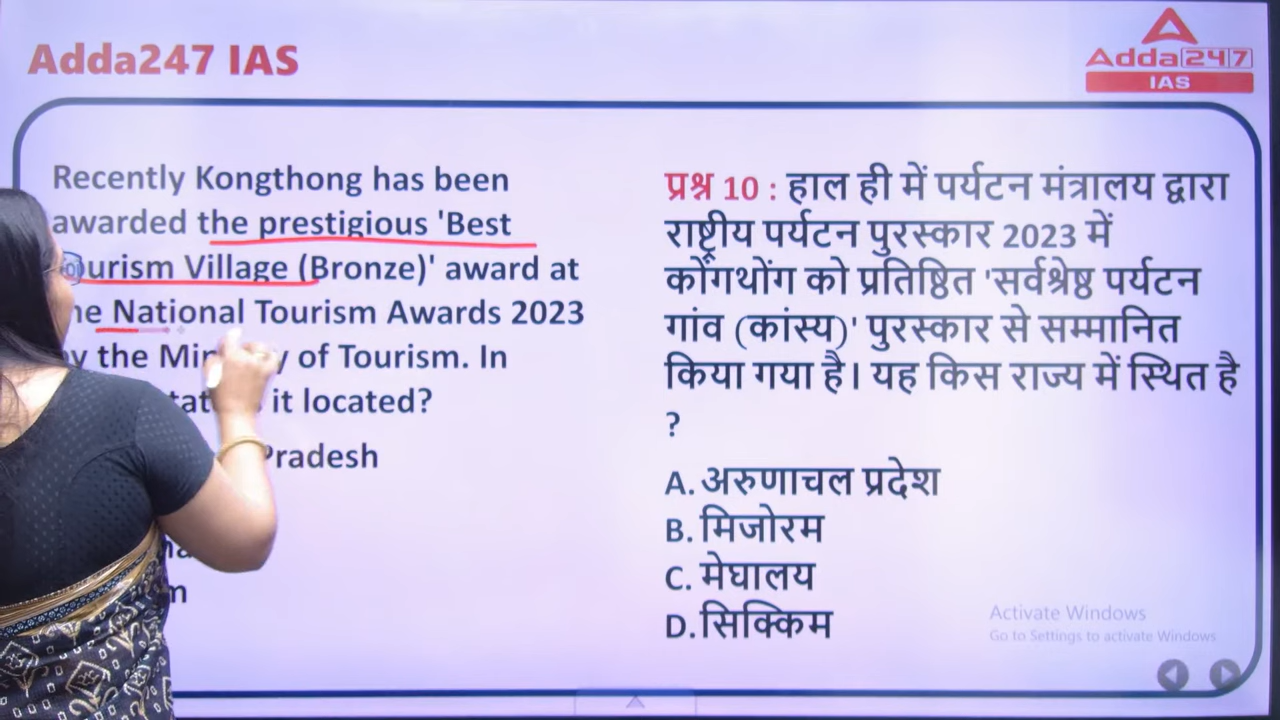 Adda247 IAS
Adda247
IAS
Recently Kongthong has been
awarded the prestigious 'Best
Tourism Village (Bronze)' award at
National Tourism Awards 2023
the of Tourism. In
it located?
Pradesh
प्रश्न 10 : हाल ही में पर्यटन मंत्रालय द्वारा
राष्ट्रीय पर्यटन पुरस्कार 2023 में
कोंगथोंग को प्रतिष्ठित 'सर्वश्रेष्ठ पर्यटन
गांव (कांस्य)' पुरस्कार से सम्मानित
किया गया है। यह किस राज्य में स्थित है
?
A. अरुणाचल प्रदेश
B. मिजोरम
C. मेघालय
D. सिक्किम
Activate Windows
Go to Settings to activate Windows